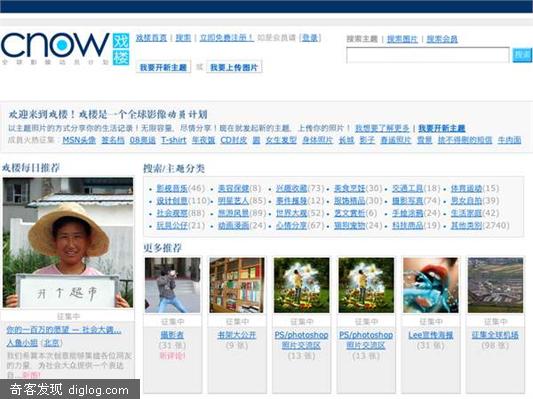 cnow 戏楼
全球影像动员计划
戏楼首页 | 搜索 | 立即免费注册! 如是会员请 [登录]
我要开新主题 或 我要上传图片
搜索主题 | 搜索图片 | 搜索会员
搜索
欢迎来到戏楼!戏楼是一个全球影像动员计划
以主题照片的方式分享你的生活记录!无限容量,尽情分享!现在就发起新的主题,上传你的照片! 我想要了解更多 | 我要开新主题
成员火热征集: MSN头像 签名档 08奥运 T-shirt 年夜饭 CD封皮 圆 女生发型 身体照片 长城 影子 春运照片 雪景 捨不得删的短信 牛肉面
戏楼每日推荐
开个超市
征集中
你的一百万的愿望 — 社会大调...
人鱼小姐 (北京)
我们希冀本次创意能够集结各位网友
的力量,为社会大众提供一个表达
自...
搜索/主题分类
影视音乐(46) 美容保健(8) 兴趣收藏(73) 美食烹饪(30) 交通工具(18) 体育运动(15)
设计创意(110) 明星艺人(85) 事件报导(12) 服饰精品(30) 摄影写真(74) 男女自拍(39)
社会观察(88) 旅游风景(89) 世界大观(52) 艺文赏析(6) 手绘涂鸦(24) 生活家庭(42)
玩具公仔(21) 动画漫画(24) 心情分享(67) 猫狗宠物(24) 科技商品(19) 其他类别(2740)
更多推荐
征集中 征集中 征集中 征集中 征集中 征集中
摄影者 书架大公开 PS/photoshop照片交流区 PS/photoshop照片交流区 Lee宣传海报 征集全球机场
(31 张) (9 张) (13 张) (13 张) (31 张) (98 张)
新评论!
奇客发现 diglog.com